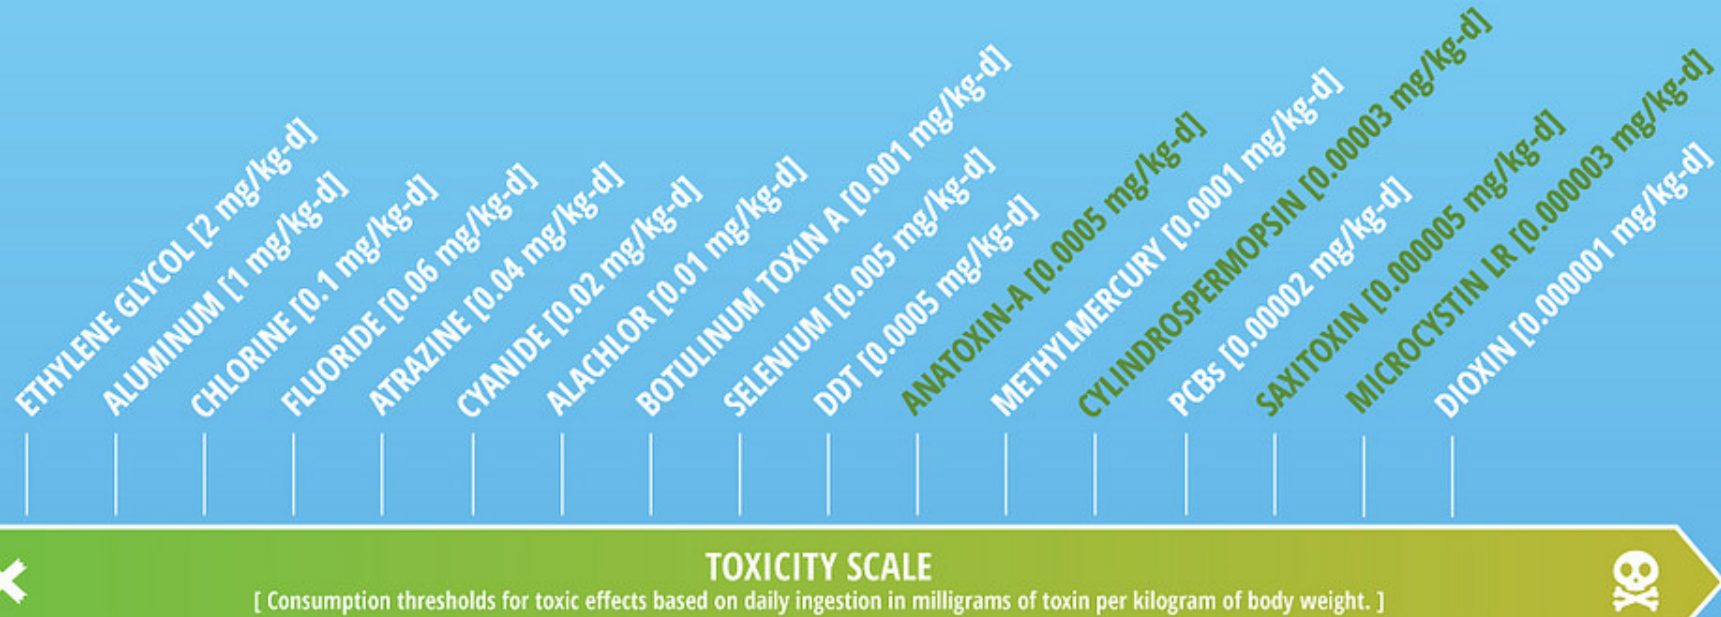 ETHYLENE GLYCOL [2 mg/kg-d]
ALUMINUM [1 mg/kg-d]
CHLORINE [0.1 mg/kg-d]
FLUORIDE [0.06 mg/kg-d]
ATRAZINE [0.04 mg/kg-d]
CYANIDE [0.02 mg/kg-d]
ALACHLOR [0.01 mg/kg-d]
BOTULINUM TOXIN A [0.001 mg/kg-d]
SELENIUM [0.005 mg/kg-d]
DDT [0.0005 mg/kg-d]
ANATOXIN-A [0.0005 mg/kg-d]
METHYLMERCURY [0.0001 mg/kg-d]
CYLINDROSPERMOPSIN [0.00003 mg/kg-d]
PCBs [0.00002 mg/kg-d]
SAXITOXIN [0.000005 mg/kg-d]
MICROCYSTIN LR [0.000003 mg/kg-d]
DIOXIN [0.000001 mg/kg-d]
TOXICITY SCALE
[ Consumption thresholds for toxic effects based on daily ingestion in milligrams of toxin per kilogram of body weight. ]